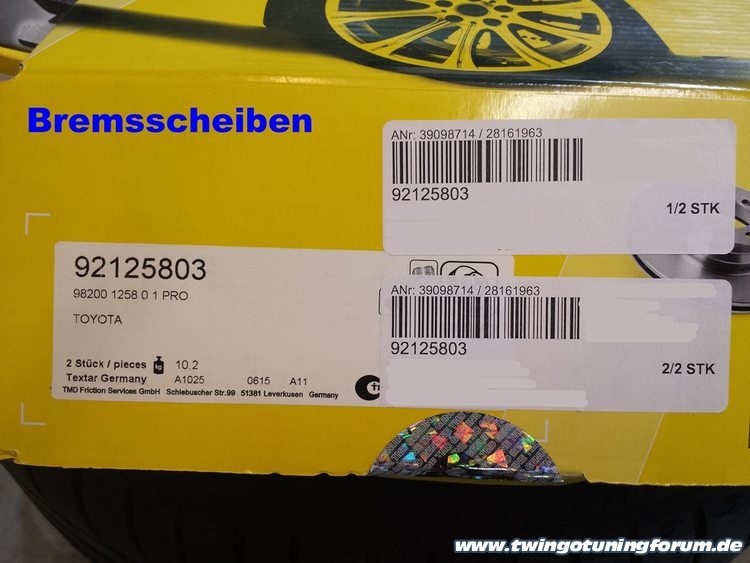 Bremsscheiben
ANr: 39098714 / 28161963
92125803
1/2 STK
92125803
98200 1258 0 1 PRO
TOYOTA
2 Stück / pieces kg 10.2
Textar Germany A1025 0615 A11
TMD Friction Services GmbH Schlebuscher Str.99 51381 Leverkusen Germany
ANr: 39098714 / 28161963
92125803
2/2 STK
www.twingotuningforum.de